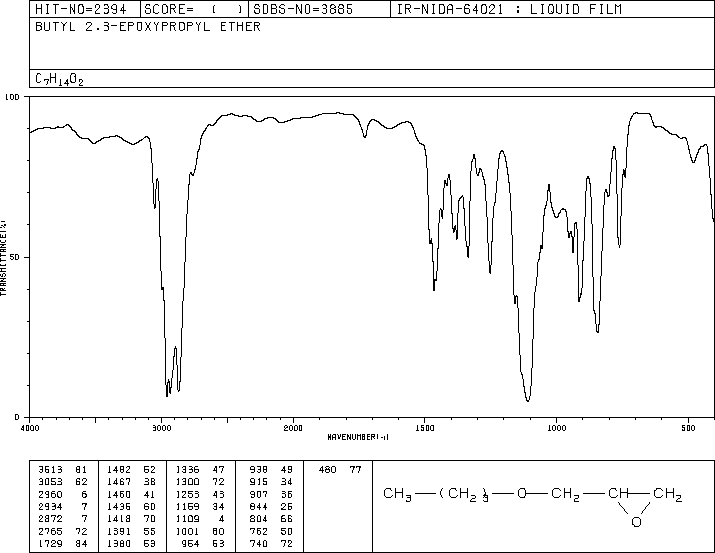 HIT-NO=2394 SCORE= ( ) SDBS-NO=3885 IR-NIDA-64021 : LIQUID FILM
BUTYL 2,3-EPOXYPROPYL ETHER
C7H14O2
100
TRANSMITTANCE(%)
50
0
4000 3000 2000 1500 1000 500
WAVENUMBER(-1)
3513 81 1482 52 1336 47 938 49 480 77
3053 62 1467 38 1300 72 915 34
2960 6 1460 41 1253 43 907 36
2934 7 1436 60 1159 34 844 26
2872 7 1418 70 1109 4 804 66
2765 72 1391 55 1001 60 762 50
1729 84 1380 53 954 53 740 72
CH3 (CH2)3 O CH2 CH CH2
O